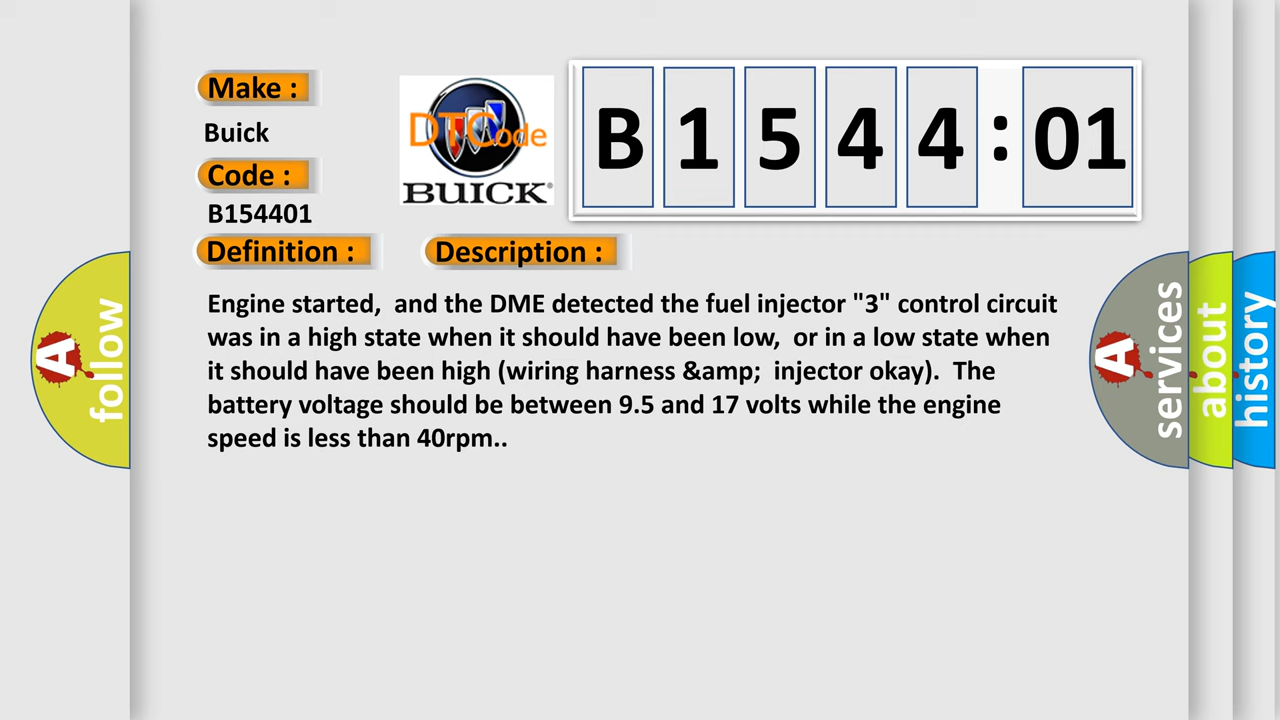 Make :
Buick
Code :
B154401
DTCode
BUICK®
B 1 5 4 4 : 01
Definition :
Description :
Engine started,  and the DME detected the fuel injector "3" control circuit
was in a high state when it should have been low,  or in a low state when
it should have been high (wiring harness &amp;  injector okay).  The
battery voltage should be between 9.5 and 17 volts while the engine
speed is less than 40rpm..
A follow
A services
about
history